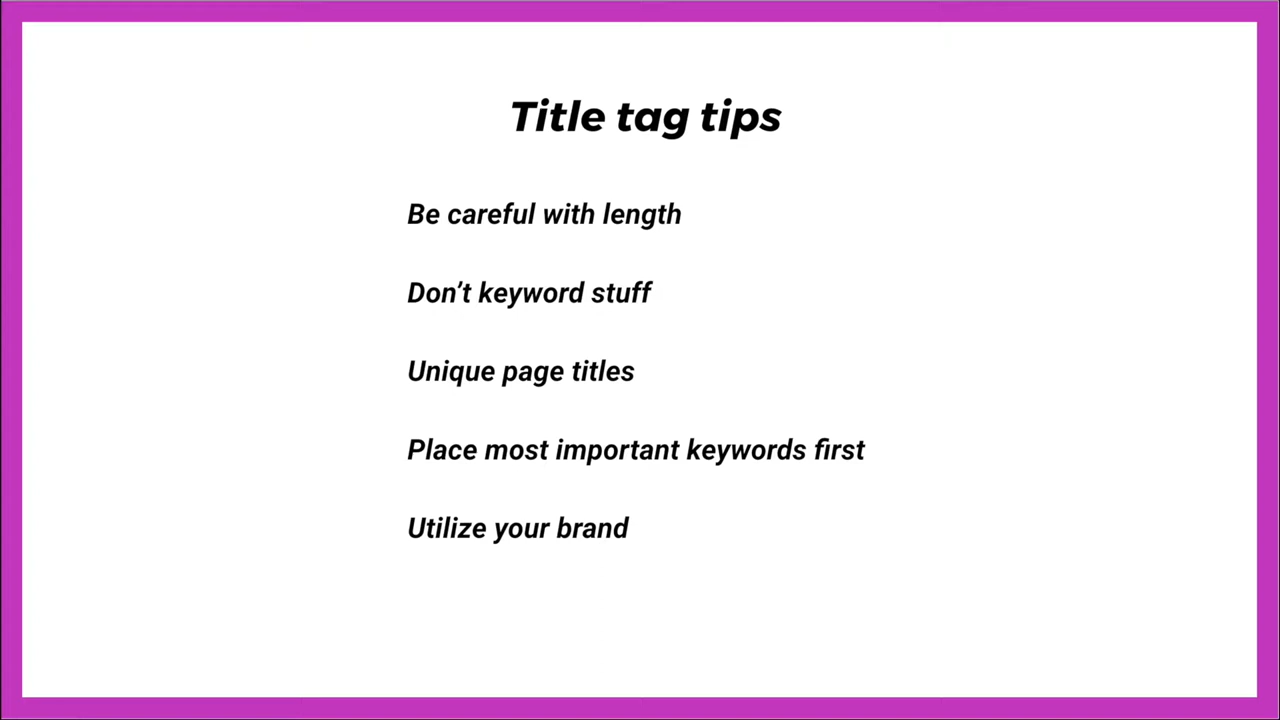 Title tag tips
Be careful with length
Don’t keyword stuff
Unique page titles
Place most important keywords first
Utilize your brand